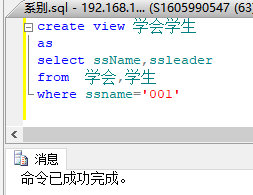 系别.sql - 192.168.1... (S1605990547 (63
create view 学会学生
as
select ssName,ssleader
from 学会,学生
where ssname='001'
消息
命令已成功完成。